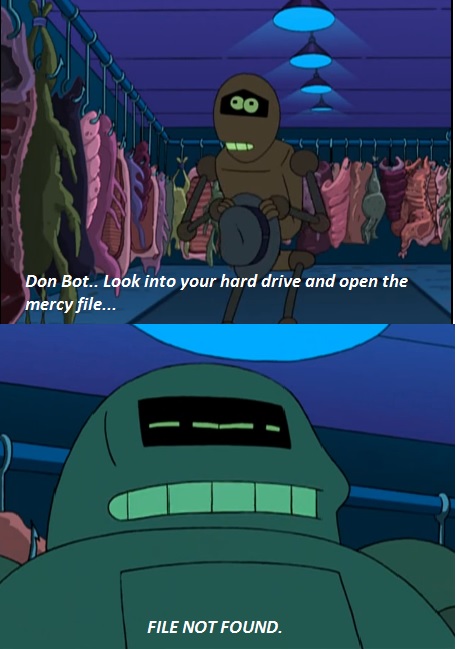 Don Bot.. Look into your hard drive and open the
mercy file...
FILE NOT FOUND.